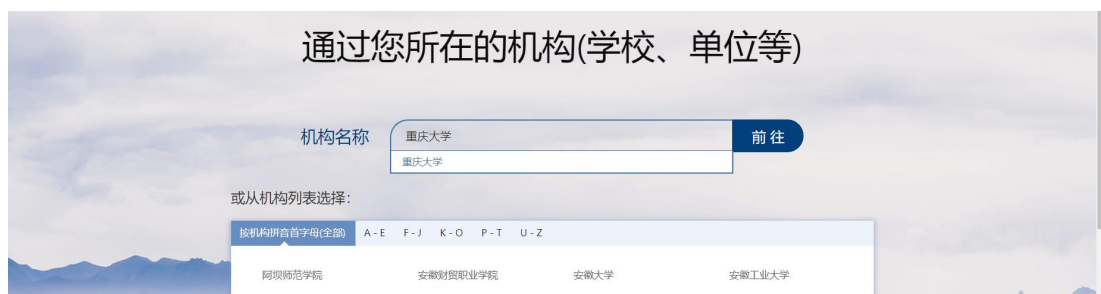 通过您所在的机构(学校、单位等)
机构名称 重庆大学 前往
重庆大学
或从机构列表选择:
按机构拼音首字母(全部) A-E F-J K-O P-T U-Z
阿坝师范学院 安徽财贸职业学院 安徽大学 安徽工业大学